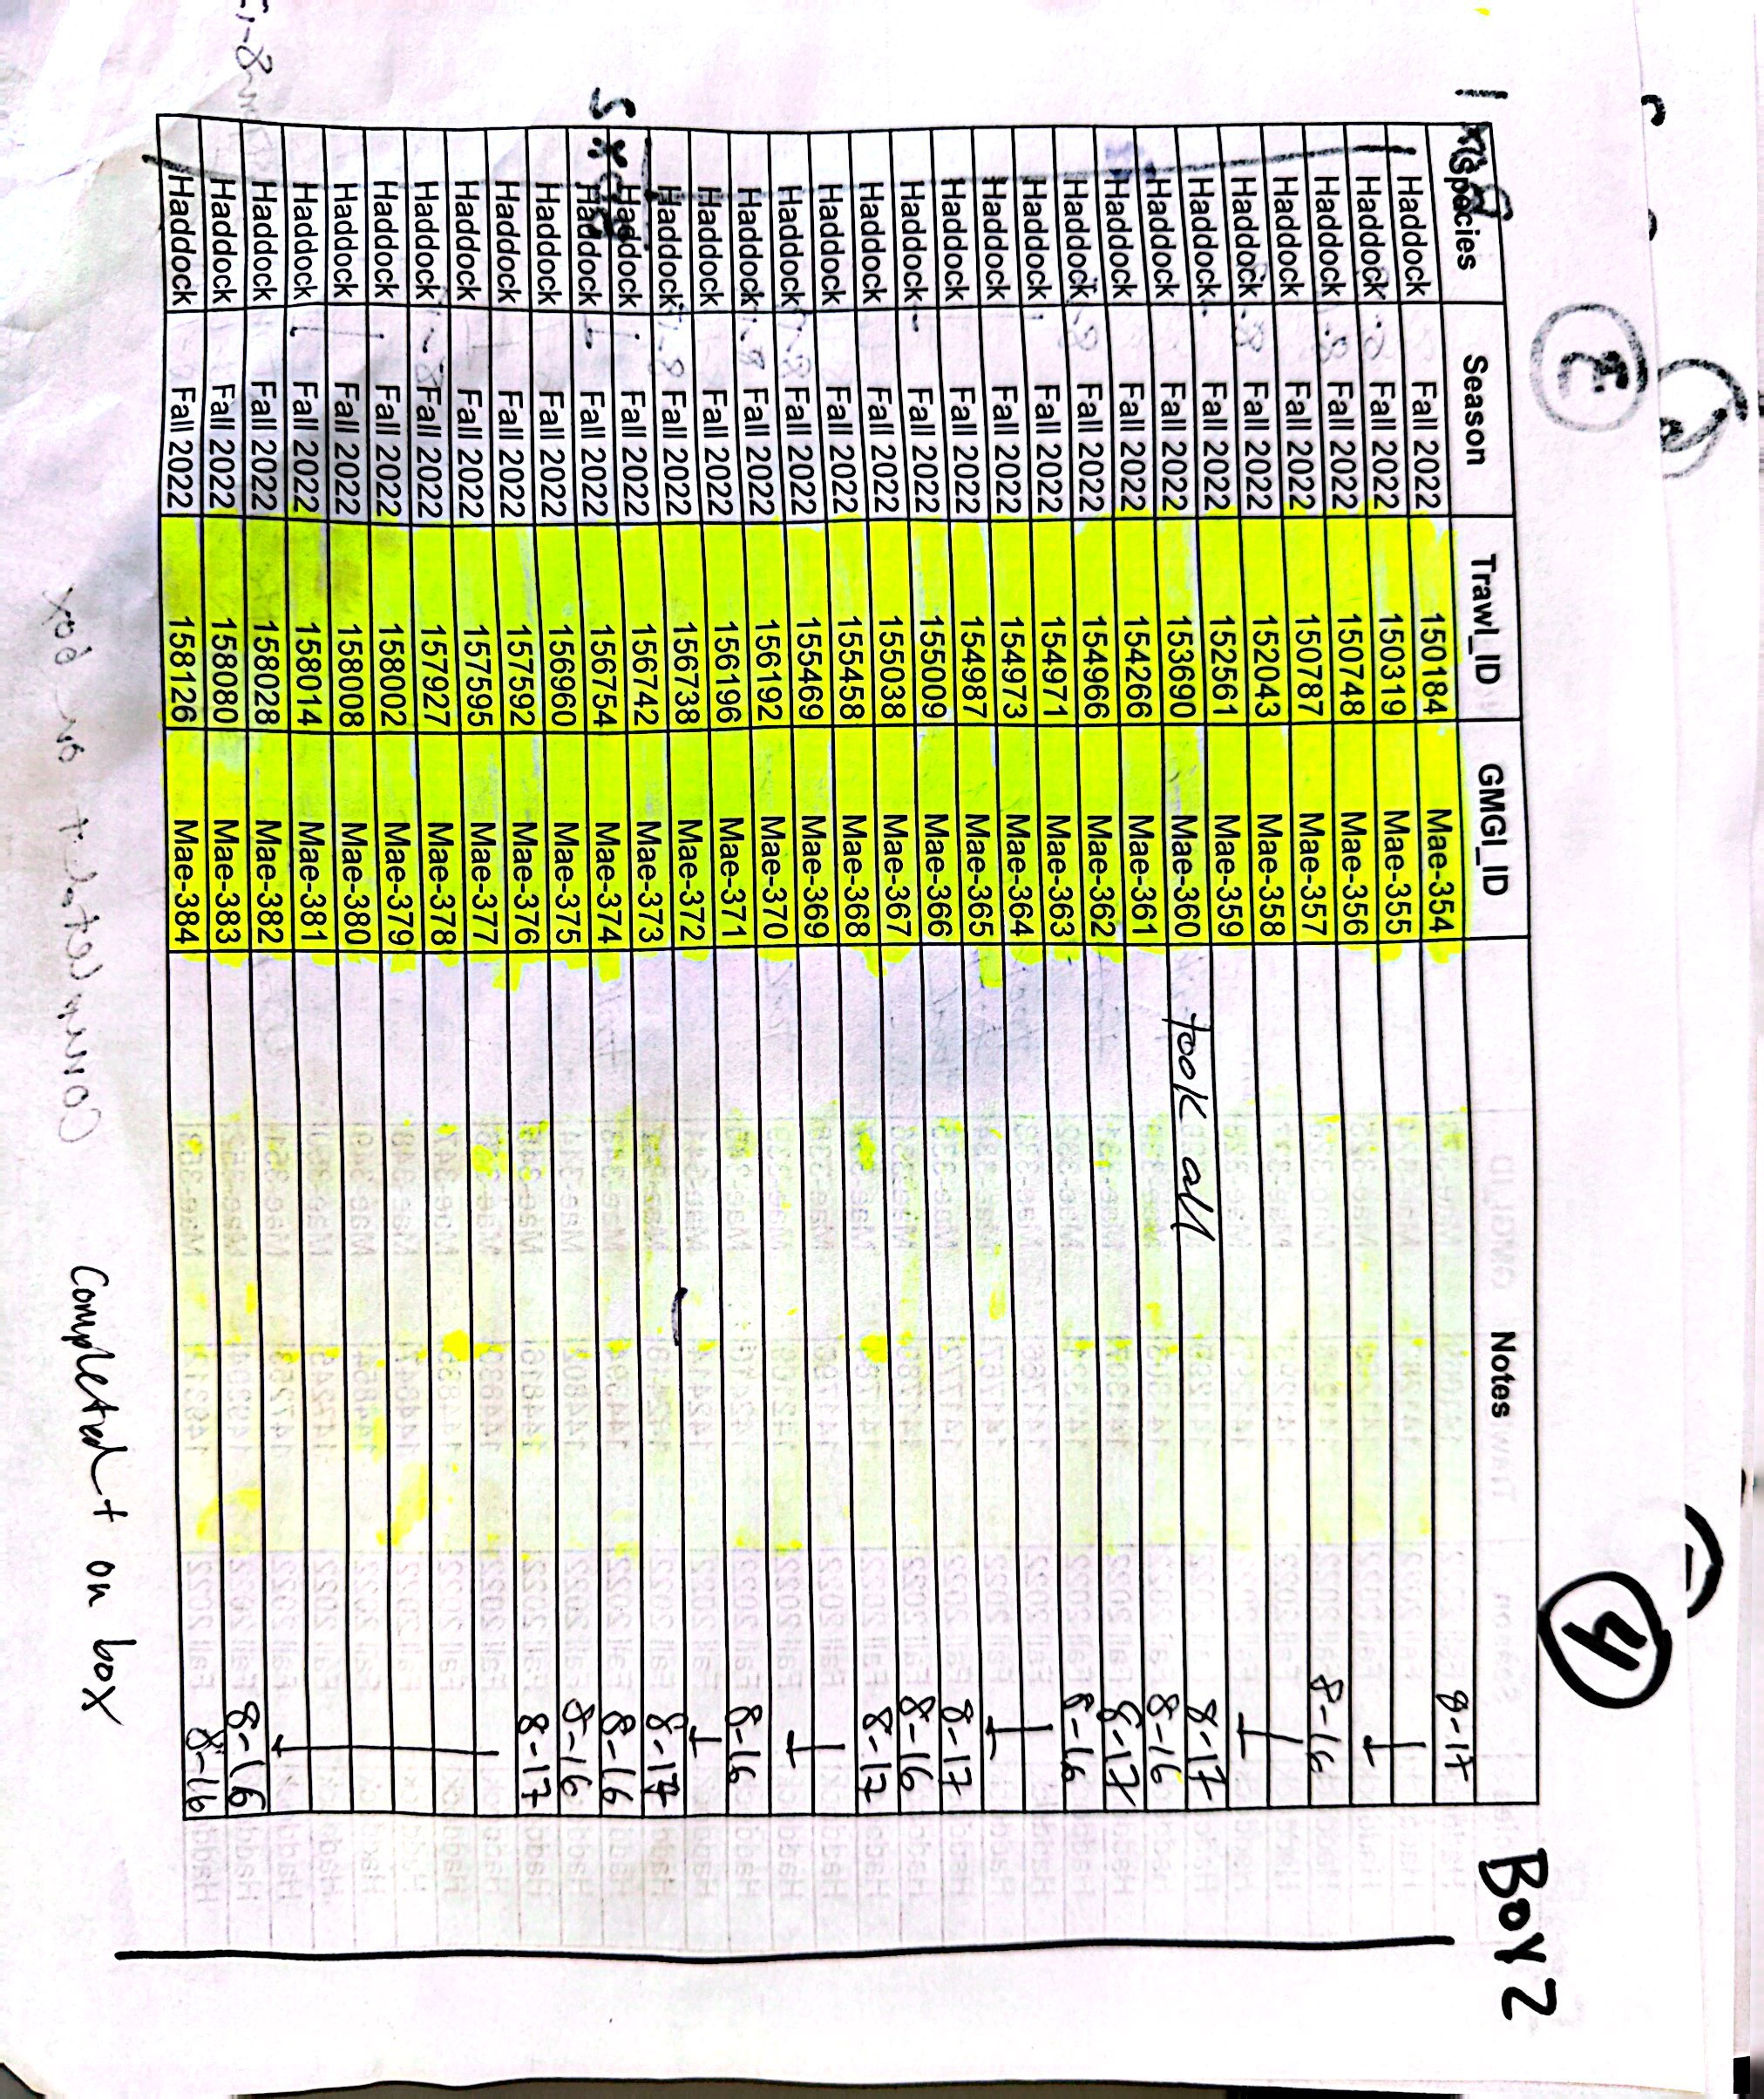 4
Box 2
Species Season Trawl_ID GMGI_ID Notes
Haddock Fall 2022 150184 Mae-354 8-17
Haddock Fall 2022 150319 Mae-355
Haddock Fall 2022 150748 Mae-356
Haddock Fall 2022 150787 Mae-357 8-16
Haddock Fall 2022 152043 Mae-358
Haddock Fall 2022 152561 Mae-359
Haddock Fall 2022 153690 Mae-360 took all 8-17
Haddock Fall 2022 154266 Mae-361 8-16
Haddock Fall 2022 154966 Mae-362 8-17
Haddock Fall 2022 154971 Mae-363 8-16
Haddock Fall 2022 154973 Mae-364
Haddock Fall 2022 154987 Mae-365
Haddock Fall 2022 155009 Mae-366 8-17
Haddock Fall 2022 155038 Mae-367 8-16
Haddock Fall 2022 155458 Mae-368 8-17
Haddock Fall 2022 155469 Mae-369
Haddock Fall 2022 156192 Mae-370
Haddock Fall 2022 156196 Mae-371 8-16
Haddock Fall 2022 156738 Mae-372
Haddock Fall 2022 156742 Mae-373 8-17
Haddock Fall 2022 156754 Mae-374 8-16
Haddock Fall 2022 156960 Mae-375 8-16
Haddock Fall 2022 157592 Mae-376 8-17
Haddock Fall 2022 157595 Mae-377
Haddock Fall 2022 157927 Mae-378
Haddock Fall 2022 158002 Mae-379
Haddock Fall 2022 158008 Mae-380
Haddock Fall 2022 158014 Mae-381
Haddock Fall 2022 158028 Mae-382
Haddock Fall 2022 158080 Mae-383 8-16
Haddock Fall 2022 158126 Mae-384 8-16
Completed + on box